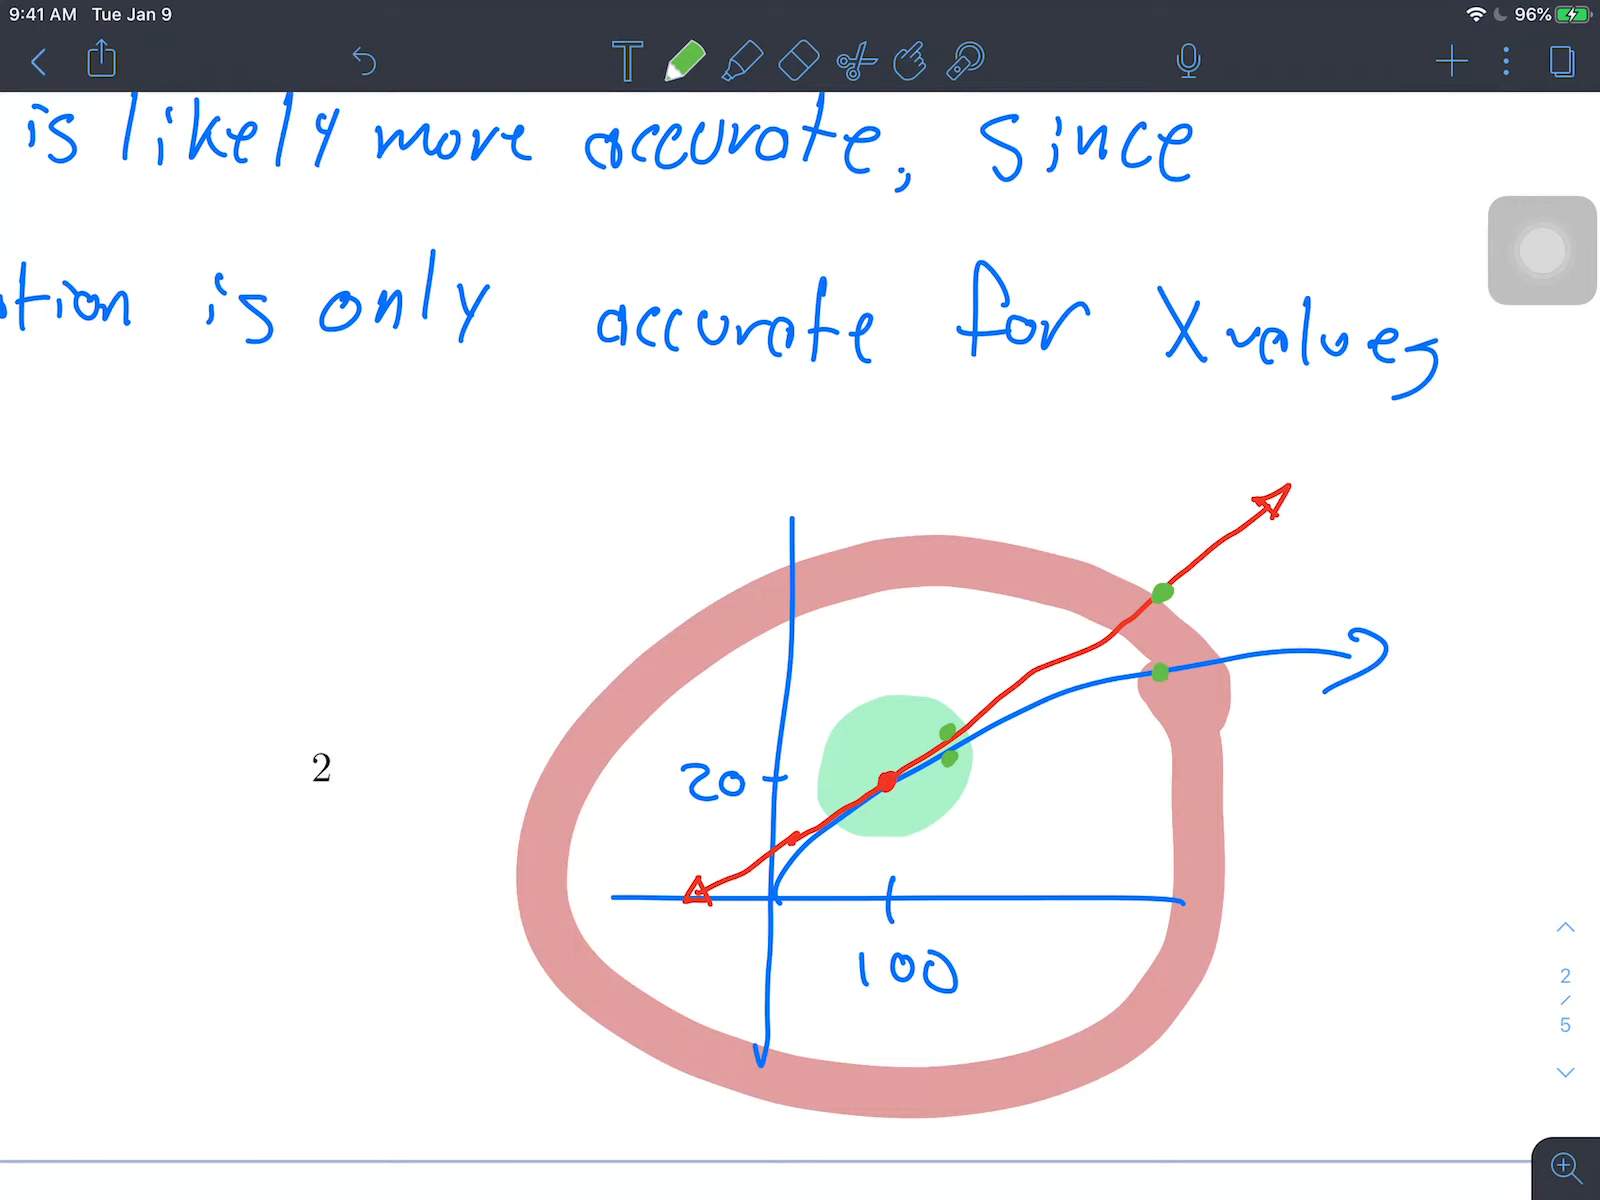 9:41 AM Tue Jan 9
96%
T
is likely more accurate, since
tion is only accurate for x values
2
20
100
2
/
5